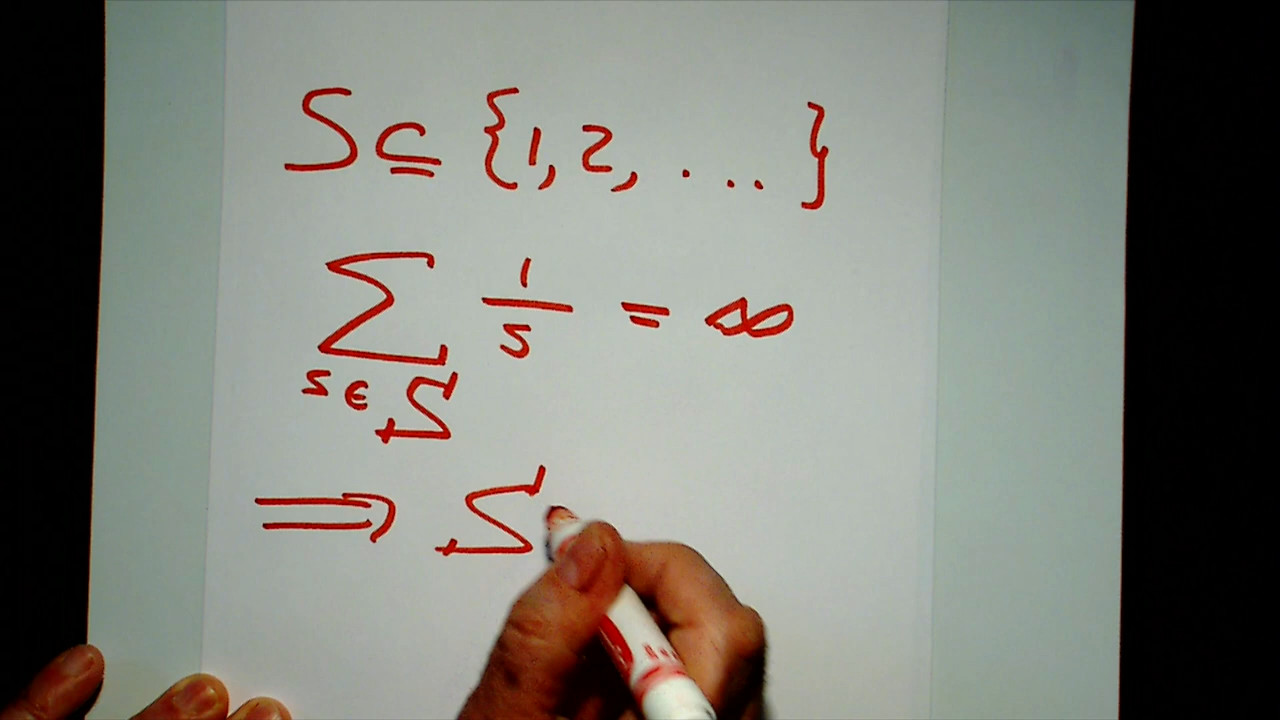 S ⊆ {1, 2, ...}
∑ 1/s = ∞
s ∈ S
⟹ S